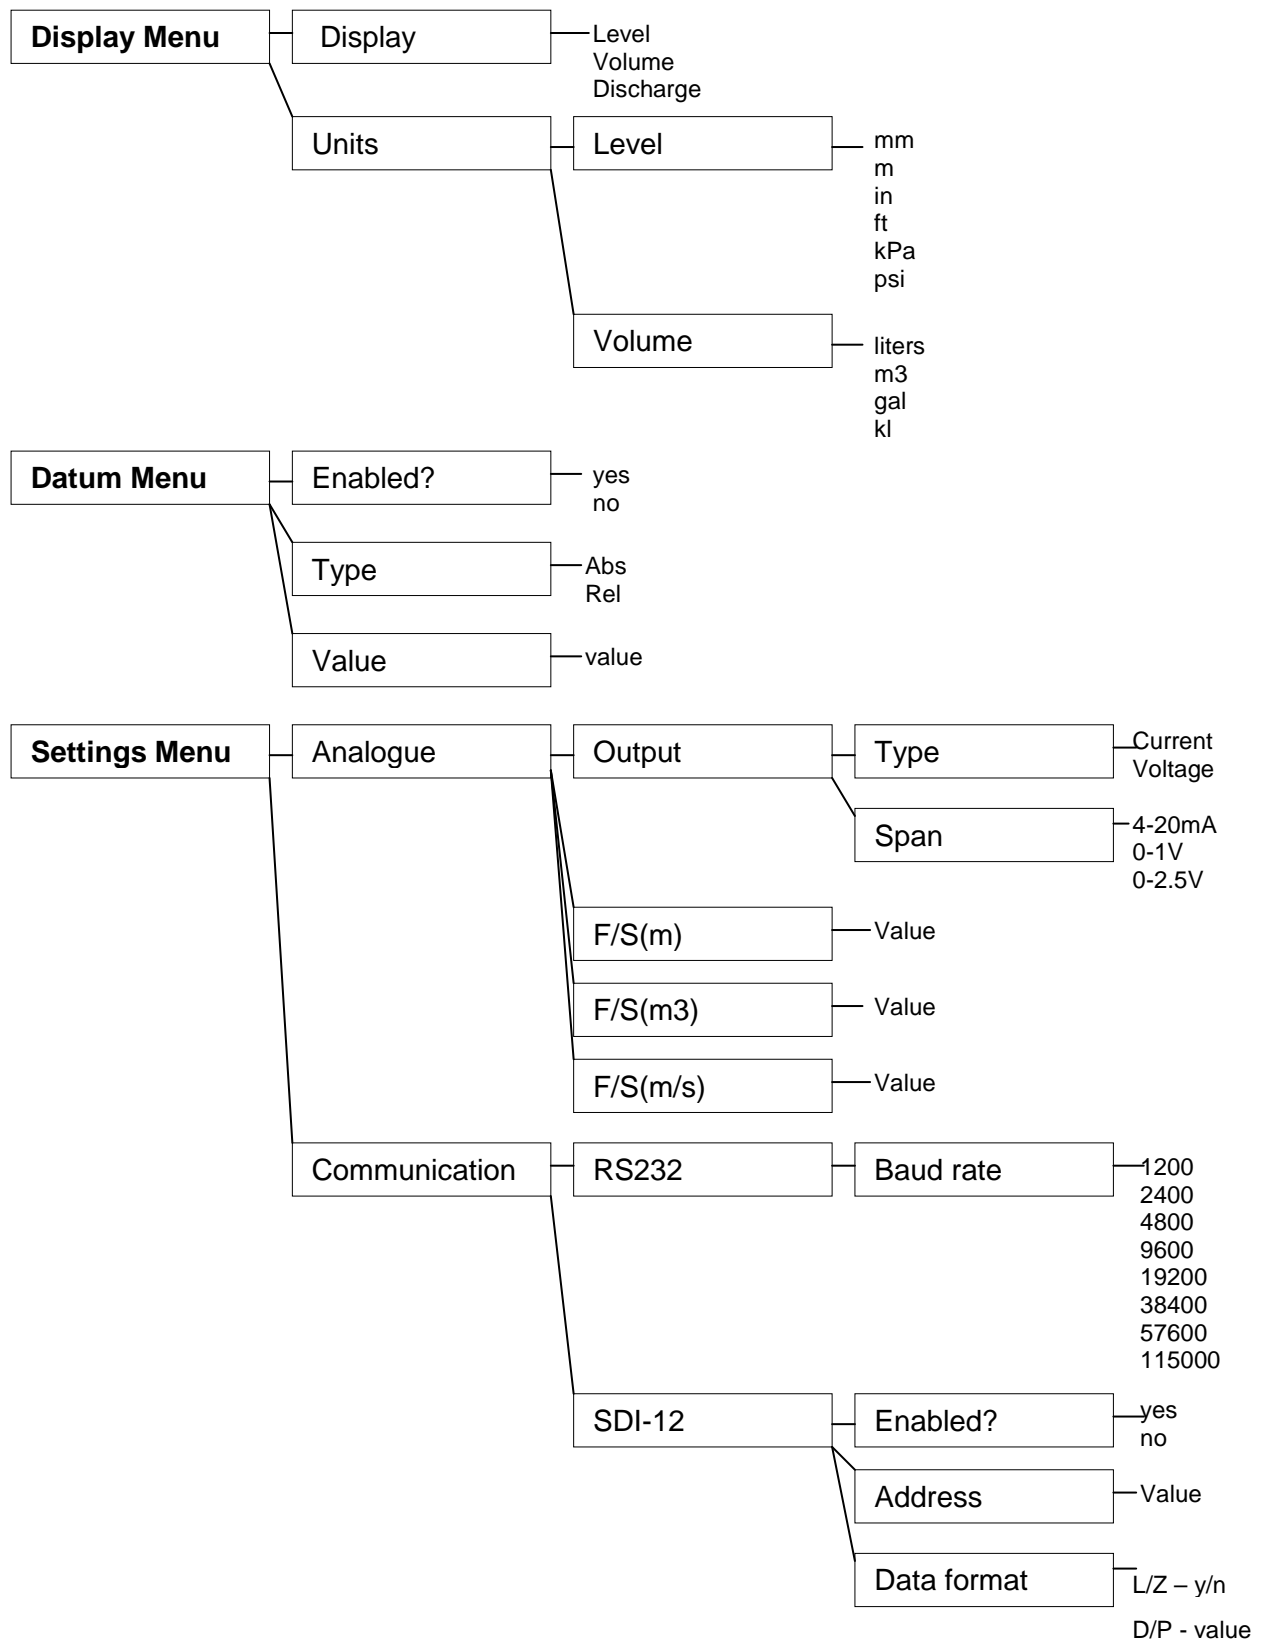 Display Menu
Display
Level
Volume
Discharge
Units
Level
mm
m
in
ft
kPa
psi
Volume
liters
m3
gal
kl
Datum Menu
Enabled?
yes
no
Type
Abs
Rel
Value
value
Settings Menu
Analogue
Output
Type
Current
Voltage
Span
4-20mA
0-1V
0-2.5V
F/S(m)
Value
F/S(m3)
Value
F/S(m/s)
Value
Communication
RS232
Baud rate
1200
2400
4800
9600
19200
38400
57600
115000
SDI-12
Enabled?
yes
no
Address
Value
Data format
L/Z – y/n
D/P - value